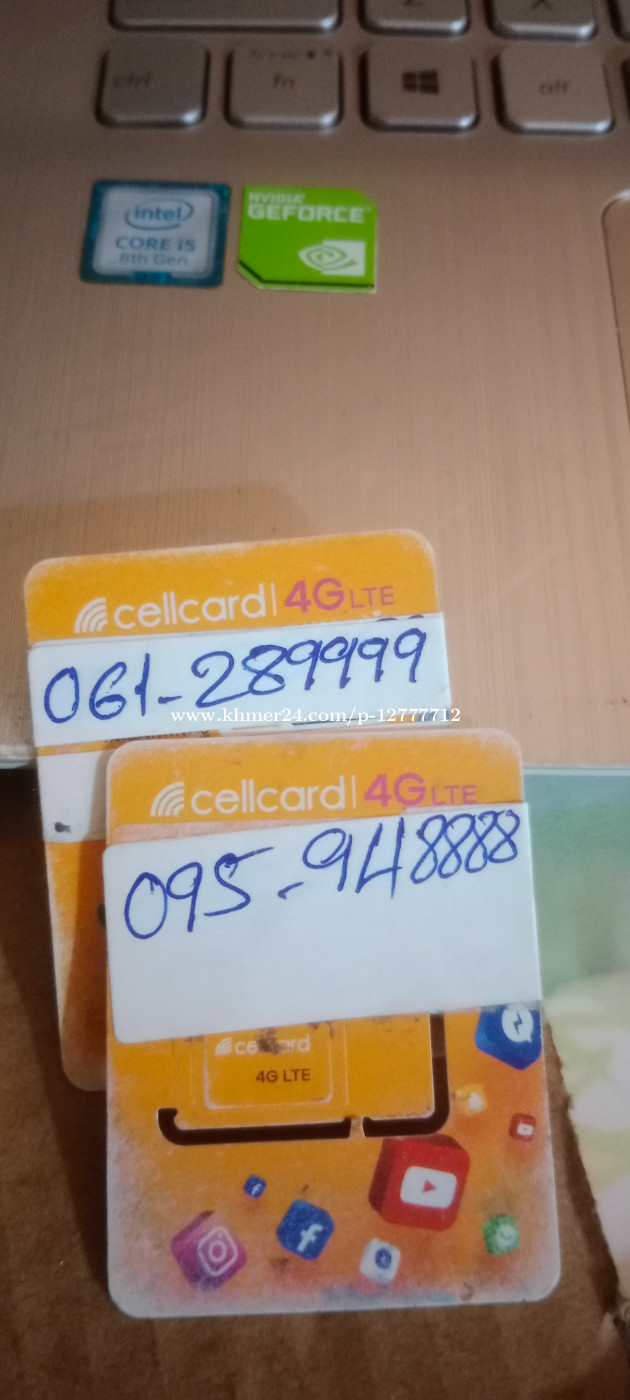 Z X
ctrl fn alt
intel
CORE i5
8th Gen
NVIDIA
GEFORCE
cellcard | 4G LTE
061-289999
www.khmer24.com/p-12777712
cellcard | 4G LTE
095-948888
cellcard
4G LTE